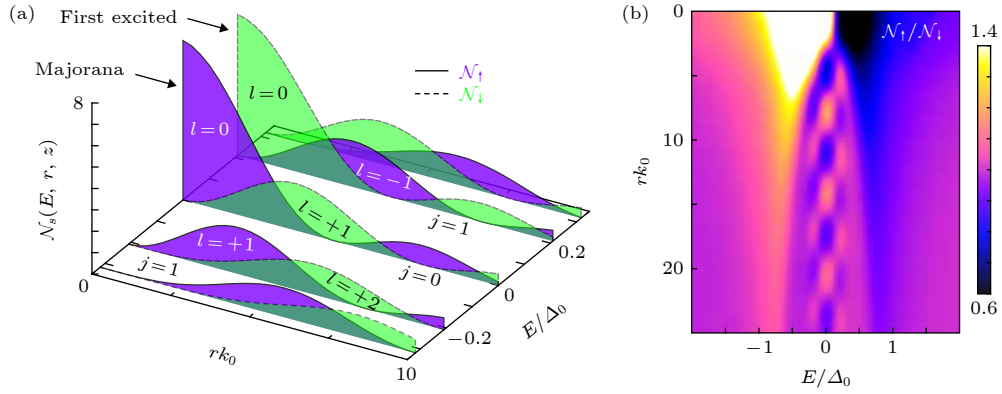 (a)
First excited
Majorana
𝒩↑
𝒩↓
l=0
l=0
l=−1
l=+1
j=1
l=+1
j=0
j=1
l=+2
𝒩s(E, r, z)
8
0
rk₀
10
E/Δ₀
−0.2
0
0.2
(b)
𝒩↑/𝒩↓
rk₀
0
10
20
−1
0
1
E/Δ₀
1.4
0.6